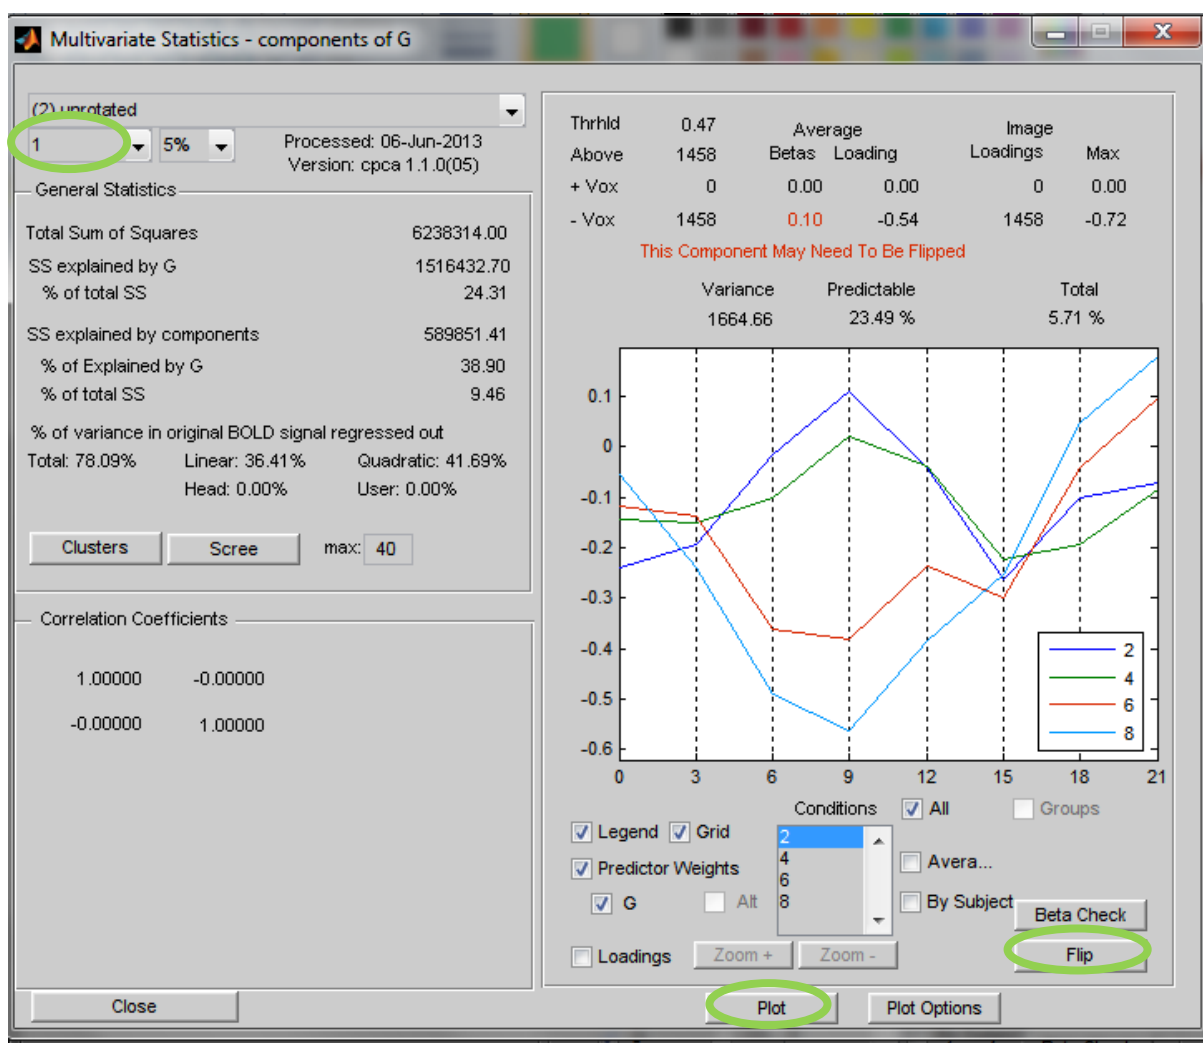 Multivariate Statistics - components of G
(2) unrotated
1 5%
Processed: 06-Jun-2013
Version: cpca 1.1.0(05)
General Statistics
Total Sum of Squares 6238314.00
SS explained by G 1516432.70
% of total SS 24.31
SS explained by components 589851.41
% of Explained by G 38.90
% of total SS 9.46
% of variance in original BOLD signal regressed out
Total: 78.09% Linear: 36.41% Quadratic: 41.69%
Head: 0.00% User: 0.00%
Clusters Scree max: 40
Correlation Coefficients
1.00000 -0.00000
-0.00000 1.00000
Close
Thrhld 0.47 Average Image
Above 1458 Betas Loading Loadings Max
+ Vox 0 0.00 0.00 0 0.00
- Vox 1458 0.10 -0.54 1458 -0.72
This Component May Need To Be Flipped
Variance Predictable Total
1664.66 23.49 % 5.71 %
0.1
0
-0.1
-0.2
-0.3
-0.4
-0.5
-0.6
2
4
6
8
0 3 6 9 12 15 18 21
Conditions All Groups
Legend Grid
2
4
6
8
Predictor Weights
G Alt
Avera...
By Subject
Beta Check
Loadings Zoom + Zoom - Flip
Plot Plot Options